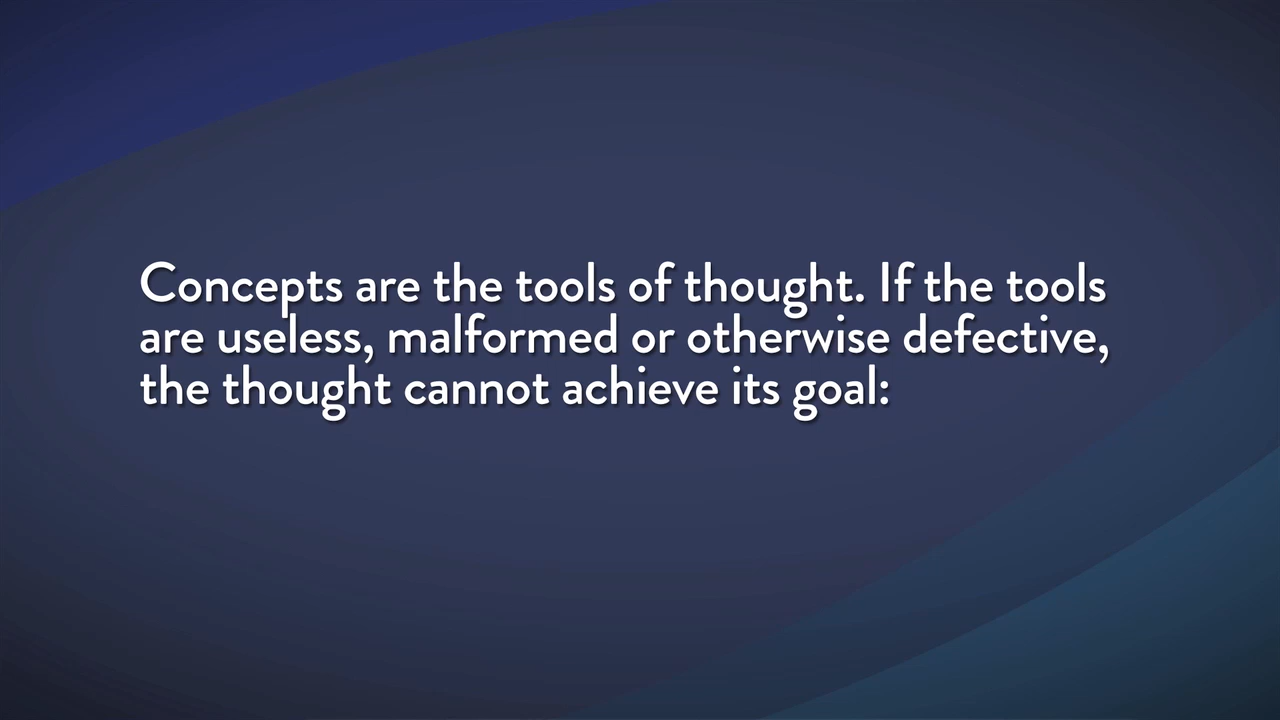 Concepts are the tools of thought. If the tools
are useless, malformed or otherwise defective,
the thought cannot achieve its goal: